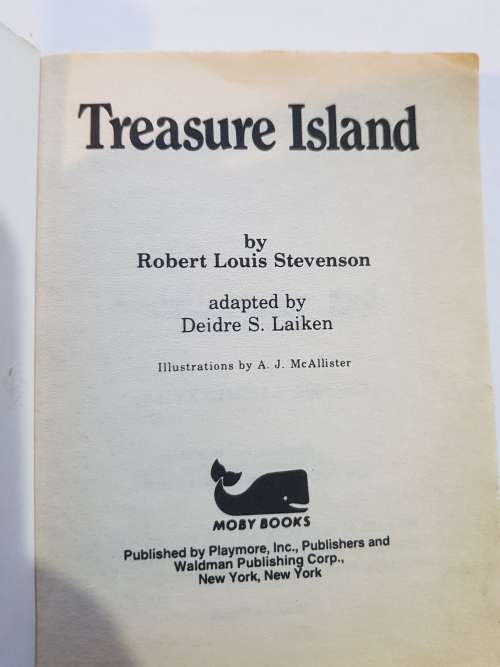 Treasure Island
by
Robert Louis Stevenson
adapted by
Deidre S. Laiken
Illustrations by A. J. McAllister
MOBY BOOKS
Published by Playmore, Inc., Publishers and
Waldman Publishing Corp.,
New York, New York